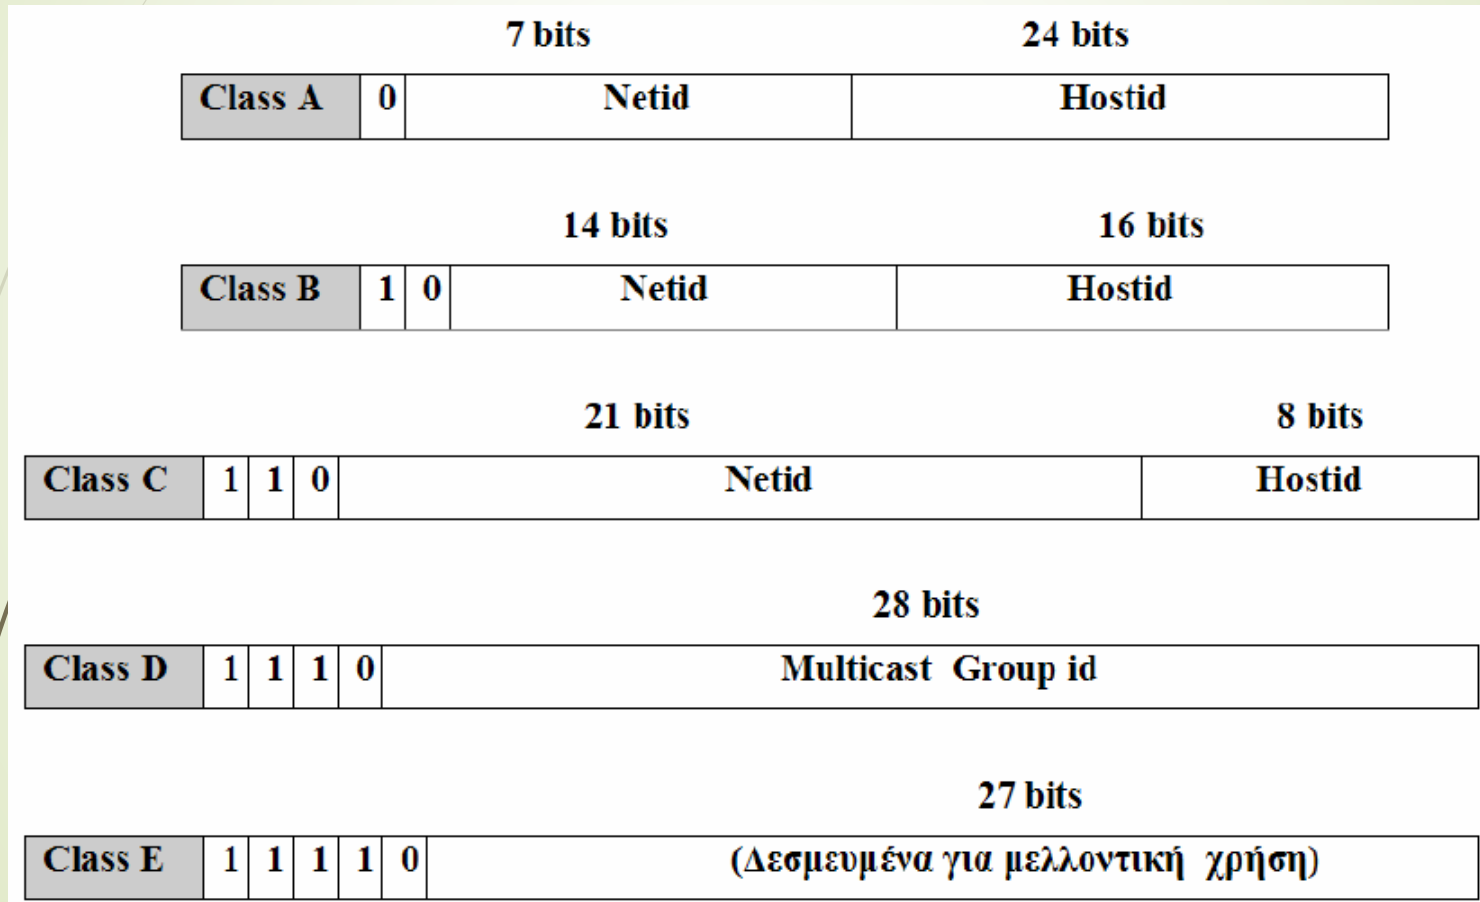 7 bits 24 bits
Class A 0 Netid Hostid
14 bits 16 bits
Class B 1 0 Netid Hostid
21 bits 8 bits
Class C 1 1 0 Netid Hostid
28 bits
Class D 1 1 1 0 Multicast Group id
27 bits
Class E 1 1 1 1 0 (Δεσμευμένα για μελλοντική χρήση)